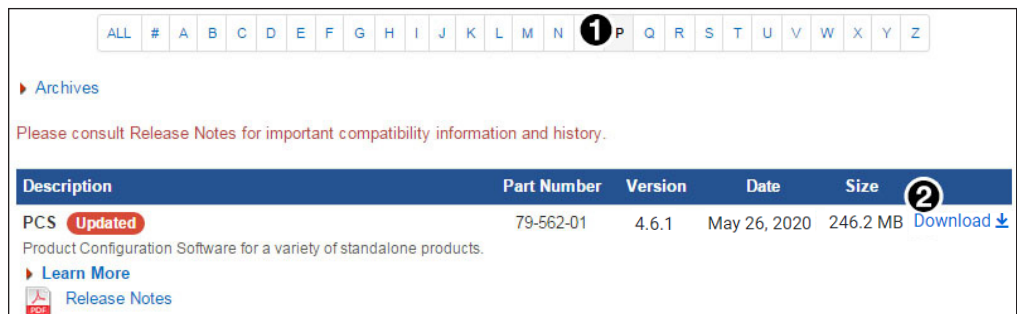 ALL # A B C D E F G H I J K L M N 1 P Q R S T U V W X Y Z
Archives
Please consult Release Notes for important compatibility information and history.
Description Part Number Version Date Size
2
PCS Updated 79-562-01 4.6.1 May 26, 2020 246.2 MB Download
Product Configuration Software for a variety of standalone products.
Learn More
PDF Release Notes